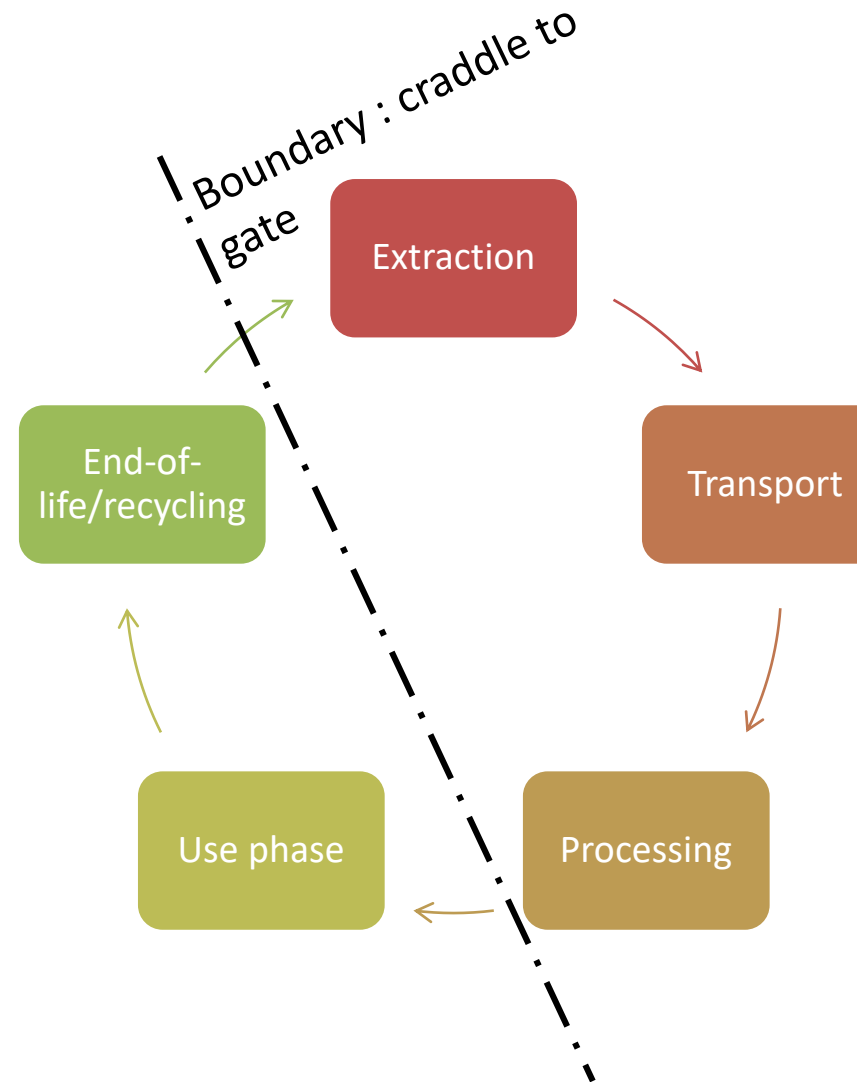 Boundary : craddle to
gate
Extraction
Transport
End-of-
life/recycling
Use phase
Processing